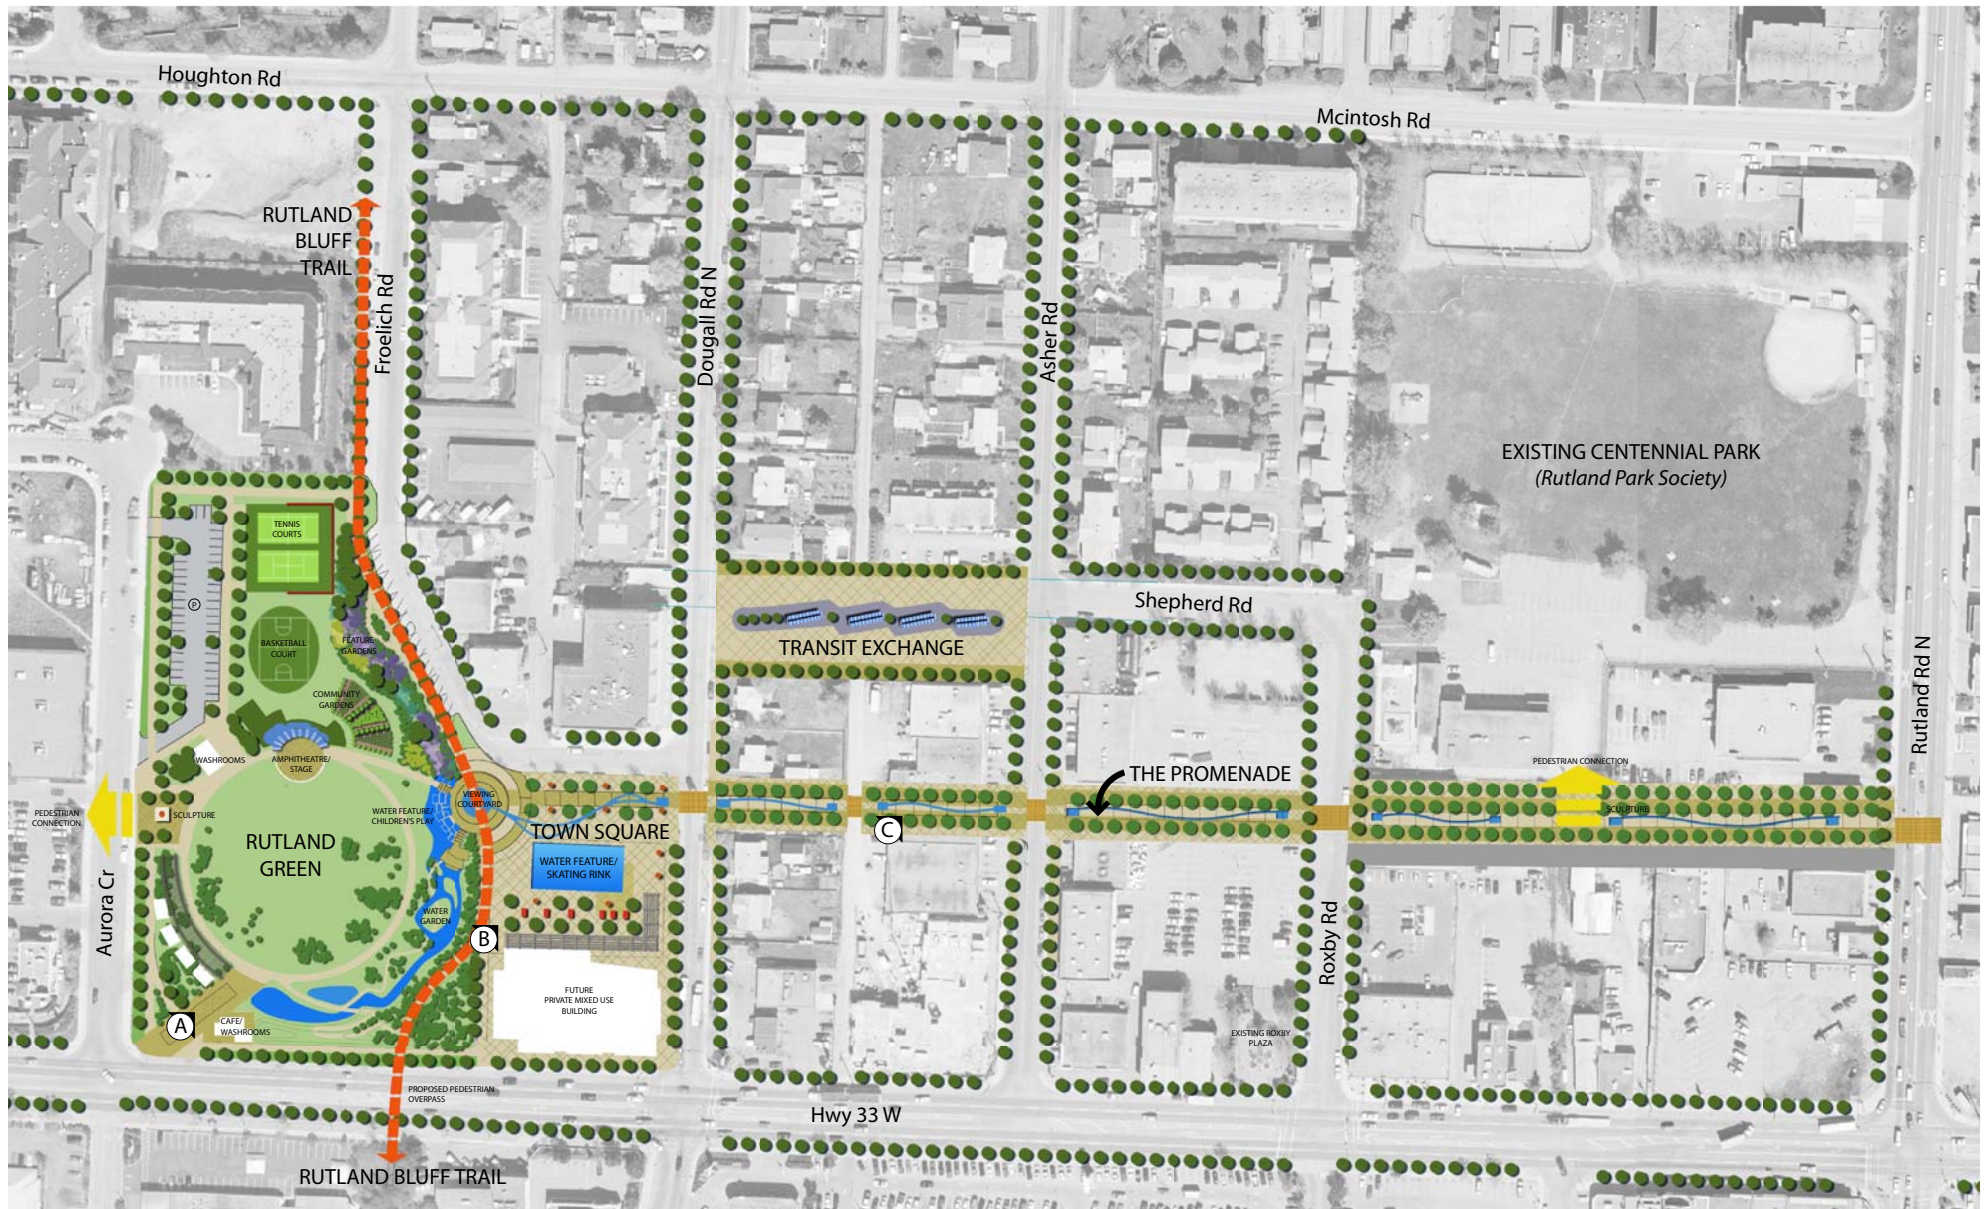 Houghton Rd
Mcintosh Rd
RUTLAND
BLUFF
TRAIL
Froelich Rd
Dougall Rd N
Asher Rd
EXISTING CENTENNIAL PARK
(Rutland Park Society)
TENNIS
COURTS
P
Shepherd Rd
BASKETBALL
COURT
FEATURE
GARDENS
TRANSIT EXCHANGE
COMMUNITY
GARDENS
Rutland Rd N
WASHROOMS
AMPHITHEATRE/
STAGE
PEDESTRIAN CONNECTION
THE PROMENADE
VIEWING
COURTYARD
PEDESTRIAN
CONNECTION
SCULPTURE
WATER FEATURE/
CHILDREN'S PLAY
SCULPTURE
TOWN SQUARE
C
RUTLAND
GREEN
WATER FEATURE/
SKATING RINK
Aurora Cr
WATER
GARDEN
B
Roxby Rd
FUTURE
PRIVATE MIXED USE
BUILDING
A
CAFE/
WASHROOMS
EXISTING ROXBY
PLAZA
PROPOSED PEDESTRIAN
OVERPASS
Hwy 33 W
RUTLAND BLUFF TRAIL